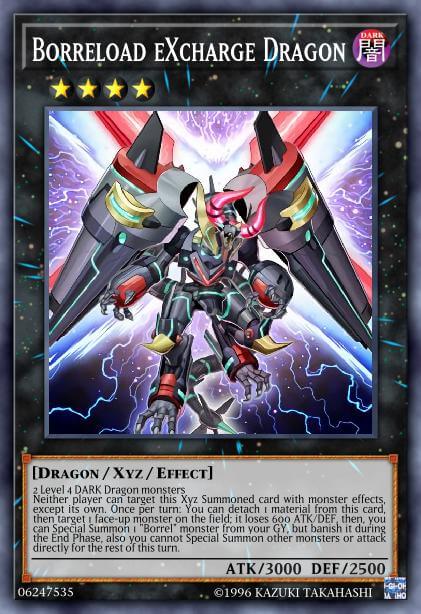 Borreload eXcharge Dragon
DARK
闇
[Dragon / Xyz / Effect]
2 Level 4 DARK Dragon monsters
Neither player can target this Xyz Summoned card with monster effects,
except its own. Once per turn: You can detach 1 material from this card,
then target 1 face-up monster on the field; it loses 600 ATK/DEF, then, you
can Special Summon 1 "Borrel" monster from your GY, but banish it during
the End Phase, also you cannot Special Summon other monsters or attack
directly for the rest of this turn.
ATK/3000 DEF/2500
06247535
©1996 KAZUKI TAKAHASHI